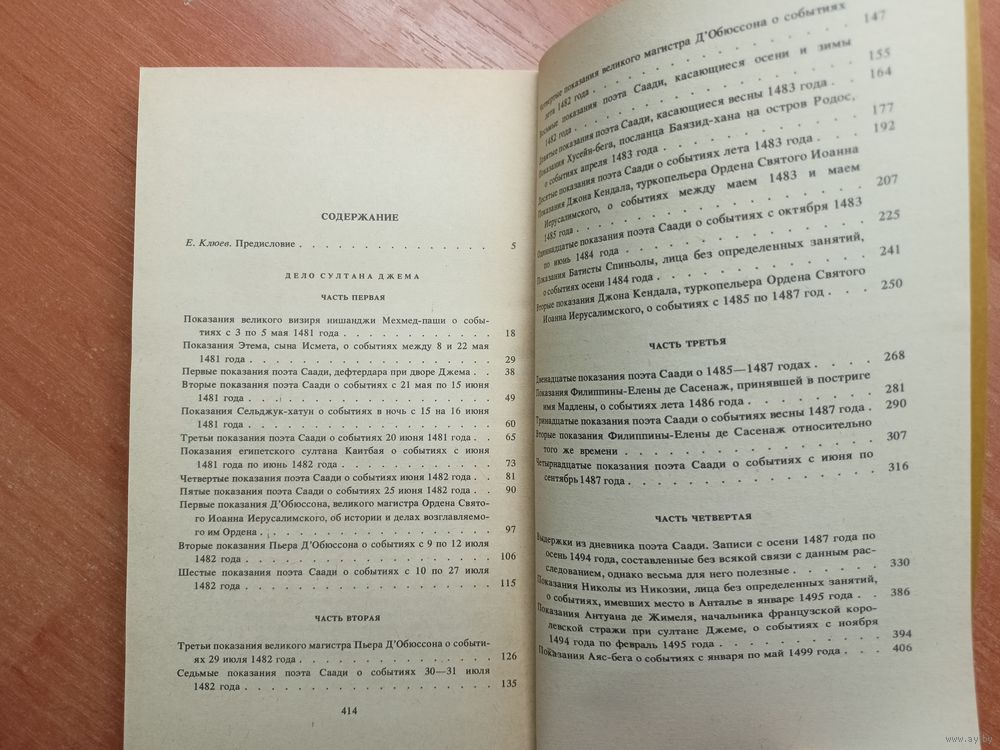 СОДЕРЖАНИЕ
Е. Клюев. Предисловие . . . . . . . . . . . . . . . 5
ДЕЛО СУЛТАНА ДЖЕМА
ЧАСТЬ ПЕРВАЯ
Показания великого визиря нишанджи Мехмед-паши о собы-
тиях с 3 по 5 мая 1481 года . . . . . . . . . . . . 18
Показания Этема, сына Исмета, о событиях между 8 и 22 мая
1481 года . . . . . . . . . . . . . . . . . . . 29
Первые показания поэта Саади, дефтердара при дворе Джема . 38
Вторые показания поэта Саади о событиях с 21 мая по 15 июня
1481 года . . . . . . . . . . . . . . . . . . . 49
Показания Сельджук-хатун о событиях в ночь с 15 на 16 июня
1481 года . . . . . . . . . . . . . . . . . . . 60
Третьи показания поэта Саади о событиях 20 июня 1481 года . . 65
Показания египетского султана Каитбая о событиях с июня
1481 года по июнь 1482 года . . . . . . . . . . . . 73
Четвертые показания поэта Саади о событиях июня 1482 года . . 81
Пятые показания поэта Саади о событиях 25 июня 1482 года . . 90
Первые показания Д’Обюссона, великого магистра Ордена Свято-
го Иоанна Иерусалимского, об истории и делах возглавляемо-
го им Ордена . . . . . . . . . . . . . . . . . . 97
Вторые показания Пьера Д’Обюссона о событиях с 9 по 12 июля
1482 года . . . . . . . . . . . . . . . . . . . 106
Шестые показания поэта Саади о событиях с 10 по 27 июля
1482 года . . . . . . . . . . . . . . . . . . . 115
ЧАСТЬ ВТОРАЯ
Третьи показания великого магистра Пьера Д’Обюссона о событи-
ях 29 июля 1482 года . . . . . . . . . . . . . . . 126
Седьмые показания поэта Саади о событиях 30—31 июля
1482 года . . . . . . . . . . . . . . . . . . . 135
414
Четвертые показания великого магистра Д’Обюссона о событиях
лета 1482 года . . . . . . . . . . . . . . . . . 147
Восьмые показания поэта Саади, касающиеся осени и зимы
1482 года . . . . . . . . . . . . . . . . . . . 155
Девятые показания поэта Саади, касающиеся весны 1483 года . 164
Показания Хусейн-бега, посланца Баязид-хана на остров Родос,
о событиях апреля 1483 года . . . . . . . . . . . . 177
Десятые показания поэта Саади о событиях лета 1483 года . . 192
Показания Джона Кендала, туркопельера Ордена Святого Иоанна
Иерусалимского, о событиях между маем 1483 и маем
1485 года . . . . . . . . . . . . . . . . . . . 207
Одиннадцатые показания поэта Саади о событиях с октября 1483
по июнь 1484 года . . . . . . . . . . . . . . . . 225
Показания Батисты Спиньолы, лица без определенных занятий,
о событиях осени 1484 года . . . . . . . . . . . . 241
Вторые показания Джона Кендала, туркопельера Ордена Святого
Иоанна Иерусалимского, о событиях с 1485 по 1487 год . . . 250
ЧАСТЬ ТРЕТЬЯ
Двенадцатые показания поэта Саади о 1485—1487 годах . . . . 268
Показания Филиппины-Елены де Сасенаж, принявшей в постриге
имя Мадлены, о событиях лета 1486 года . . . . . . . . 281
Тринадцатые показания поэта Саади о событиях весны 1487 года . 290
Вторые показания Филиппины-Елены де Сасенаж относительно
того же времени . . . . . . . . . . . . . . . . . 307
Четырнадцатые показания поэта Саади о событиях с июня по
сентябрь 1487 года . . . . . . . . . . . . . . . . 316
ЧАСТЬ ЧЕТВЕРТАЯ
Выдержки из дневника поэта Саади. Записи с осени 1487 года по
осень 1494 года, составленные без всякой связи с данным рас-
следованием, однако весьма для него полезные . . . . . . 330
Показания Николы из Никозии, лица без определенных занятий,
о событиях, имевших место в Анталье в январе 1495 года . . 386
Показания Антуана де Жимеля, начальника французской коро-
левской стражи при султане Джеме, о событиях с ноября
1494 года по февраль 1495 года . . . . . . . . . . . 394
Показания Аяс-бега о событиях с января по май 1499 года . . . 406
www.ay.by